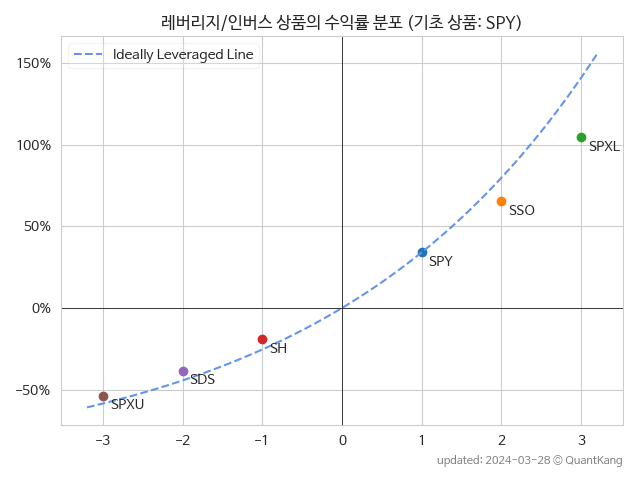 레버리지/인버스 상품의 수익률 분포 (기초 상품: SPY)
Ideally Leveraged Line
150%
100%
50%
0%
−50%
SPXL
SSO
SPY
SH
SDS
SPXU
−3 −2 −1 0 1 2 3
updated: 2024-03-28 © QuantKang